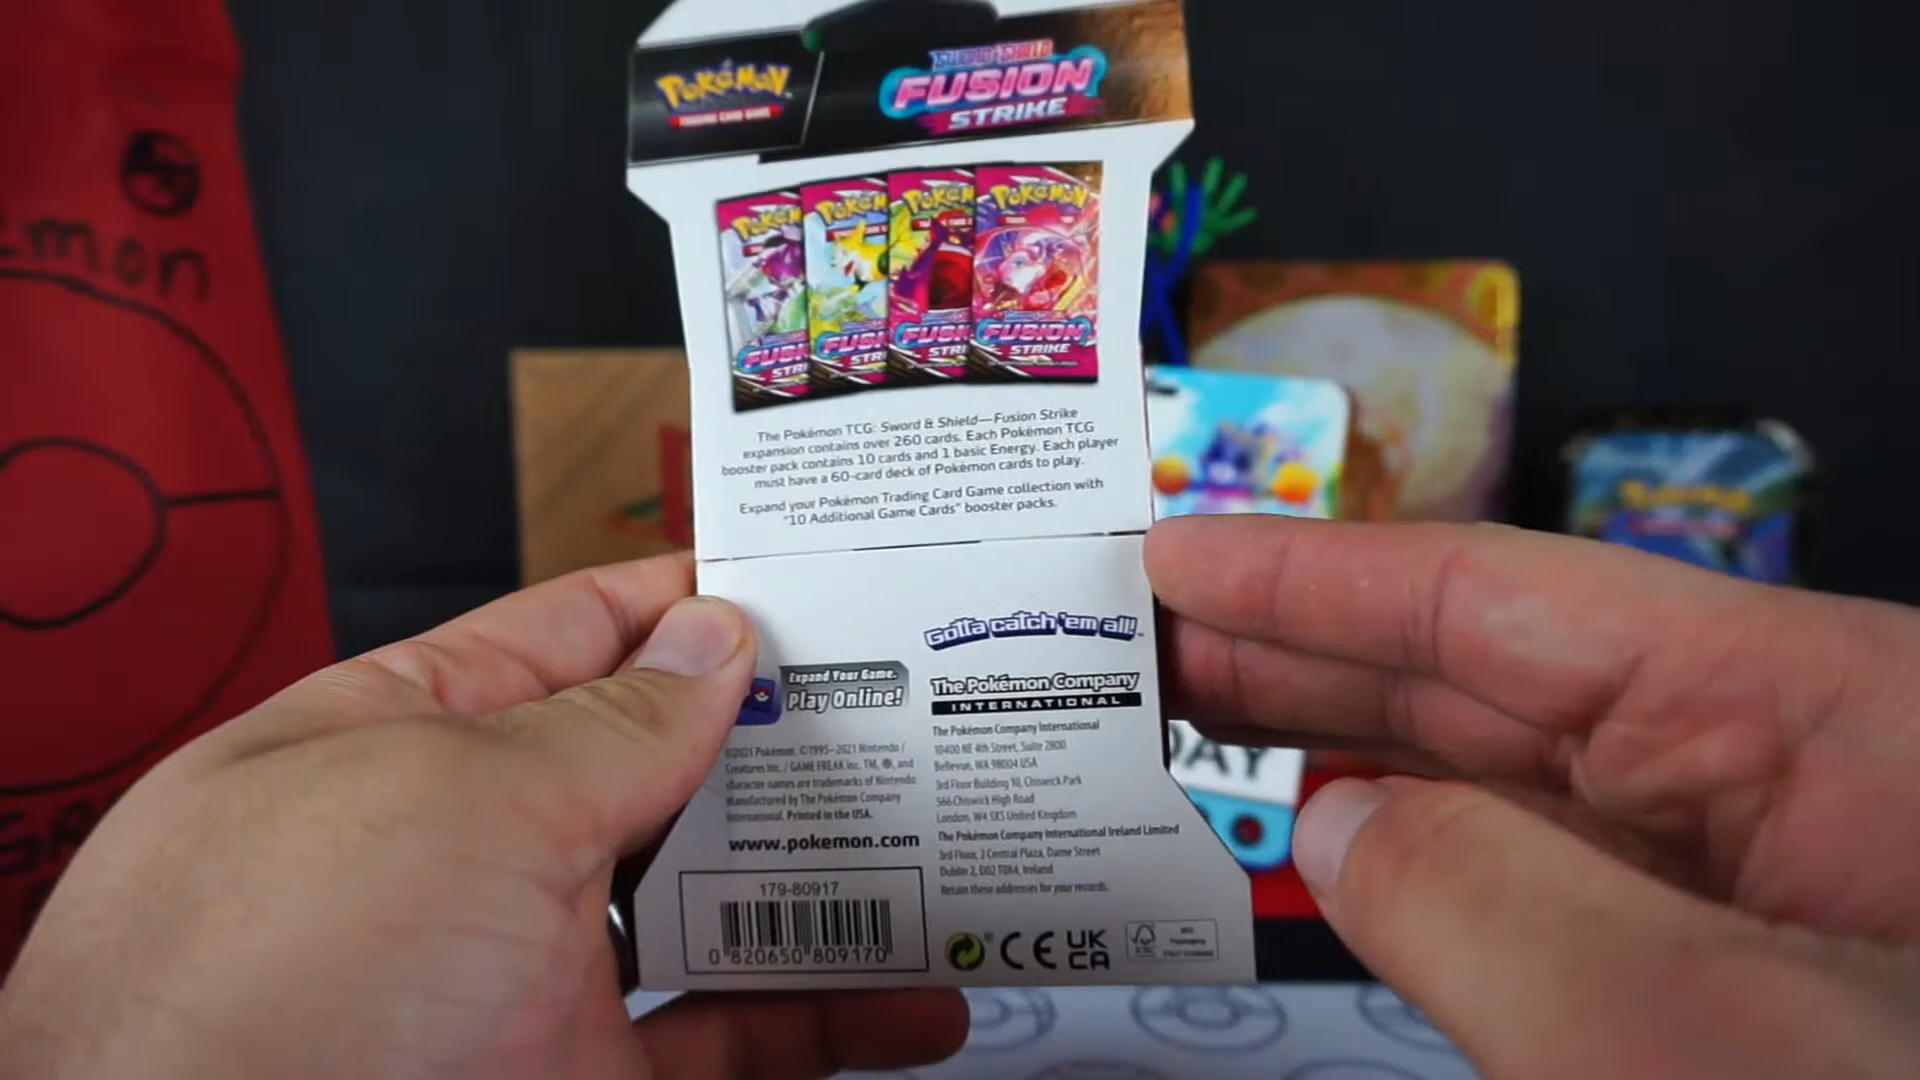 POKéMON
TRADING CARD GAME
SWORD & SHIELD
FUSION
STRIKE
POKéMON
FUSION
STRIKE
The Pokémon TCG: Sword & Shield—Fusion Strike
expansion contains over 260 cards. Each Pokémon TCG
booster pack contains 10 cards and 1 basic Energy. Each player
must have a 60-card deck of Pokémon cards to play.
Expand your Pokémon Trading Card Game collection with
"10 Additional Game Cards" booster packs.
Gotta catch 'em all!
Expand Your Game.
Play Online!
The Pokémon Company
INTERNATIONAL
©2021 Pokémon. ©1995–2021 Nintendo /
Creatures Inc. / GAME FREAK inc. TM, ®, and
character names are trademarks of Nintendo.
Manufactured by The Pokémon Company
International. Printed in the USA.
www.pokemon.com
The Pokémon Company International
10400 NE 4th Street, Suite 2800
Bellevue, WA 98004 USA
3rd Floor Building 10, Chiswick Park
566 Chiswick High Road
London, W4 5XS United Kingdom
The Pokémon Company International Ireland Limited
3rd Floor, 2 Central Plaza, Dame Street
Dublin 2, D02 T0X4, Ireland
Retain these addresses for your records.
179-80917
0 820650 809170
CE
UK
CA
FSC
emon
DAY